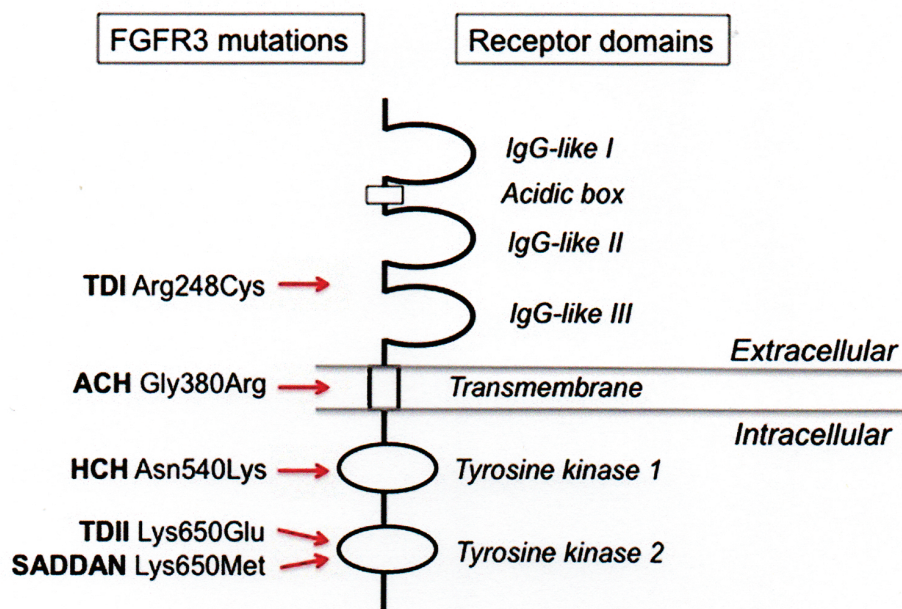 FGFR3 mutations
Receptor domains
IgG-like I
Acidic box
IgG-like II
TDI Arg248Cys
IgG-like III
Extracellular
ACH Gly380Arg
Transmembrane
Intracellular
HCH Asn540Lys
Tyrosine kinase 1
TDII Lys650Glu
SADDAN Lys650Met
Tyrosine kinase 2